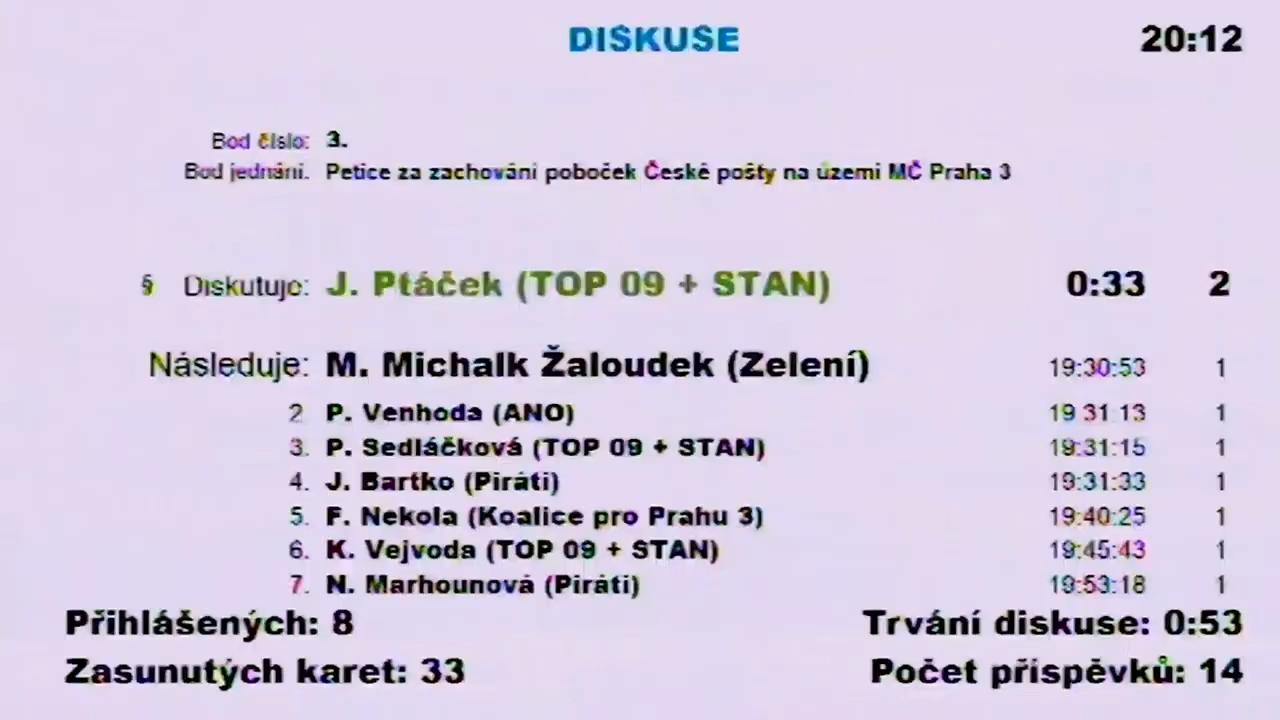 DISKUSE 20:12
Bod číslo: 3.
Bod jednání: Petice za zachování poboček České pošty na území MČ Praha 3
§ Diskutuje: J. Ptáček (TOP 09 + STAN) 0:33 2
Následuje: M. Michalk Žaloudek (Zelení) 19:30:53 1
2. P. Venhoda (ANO) 19:31:13 1
3. P. Sedláčková (TOP 09 + STAN) 19:31:15 1
4. J. Bartko (Piráti) 19:31:33 1
5. F. Nekola (Koalice pro Prahu 3) 19:40:25 1
6. K. Vejvoda (TOP 09 + STAN) 19:45:43 1
7. N. Marhounová (Piráti) 19:53:18 1
Přihlášených: 8 Trvání diskuse: 0:53
Zasunutých karet: 33 Počet příspěvků: 14